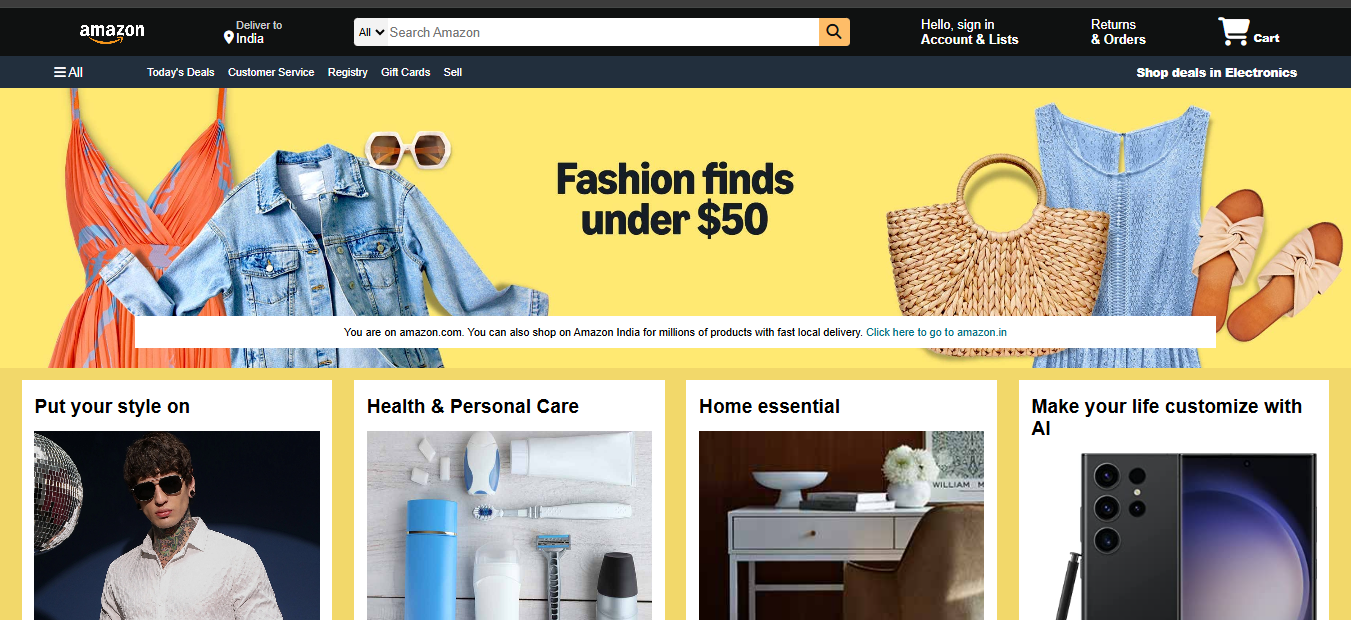 amazon
Deliver to
India
All
Search Amazon
Hello, sign in
Account & Lists
Returns
& Orders
Cart
All
Today's Deals
Customer Service
Registry
Gift Cards
Sell
Shop deals in Electronics
Fashion finds
under $50
You are on amazon.com. You can also shop on Amazon India for millions of products with fast local delivery. Click here to go to amazon.in
Put your style on
Health & Personal Care
Home essential
Make your life customize with
AI
WILLIAM M